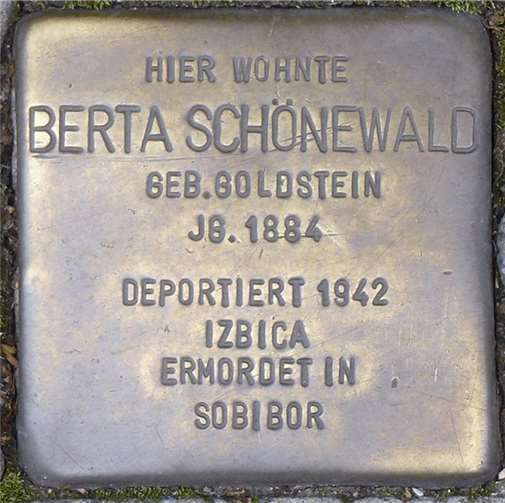 HIER WOHNTE
BERTA SCHÖNEWALD
GEB.GOLDSTEIN
JG. 1884
DEPORTIERT 1942
IZBICA
ERMORDET IN
SOBIBOR